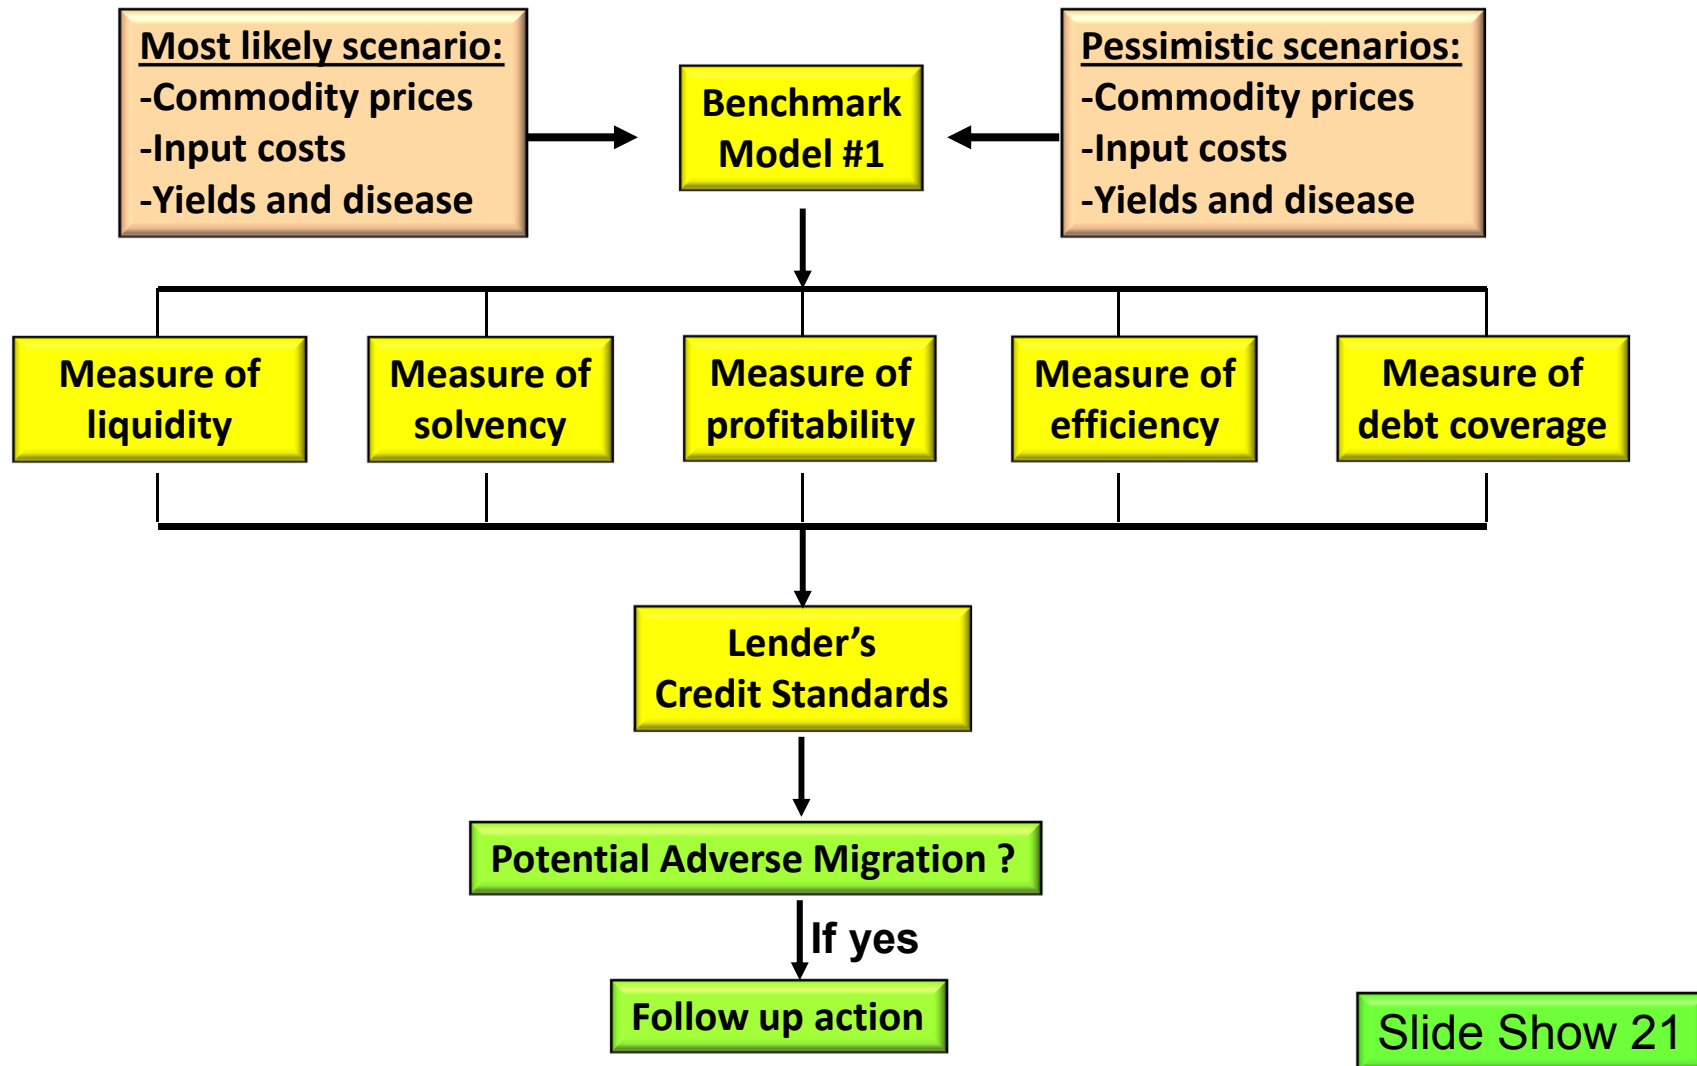 Most likely scenario:
-Commodity prices
-Input costs
-Yields and disease
Benchmark
Model #1
Pessimistic scenarios:
-Commodity prices
-Input costs
-Yields and disease
Measure of
liquidity
Measure of
solvency
Measure of
profitability
Measure of
efficiency
Measure of
debt coverage
Lender’s
Credit Standards
Potential Adverse Migration ?
If yes
Follow up action
Slide Show 21